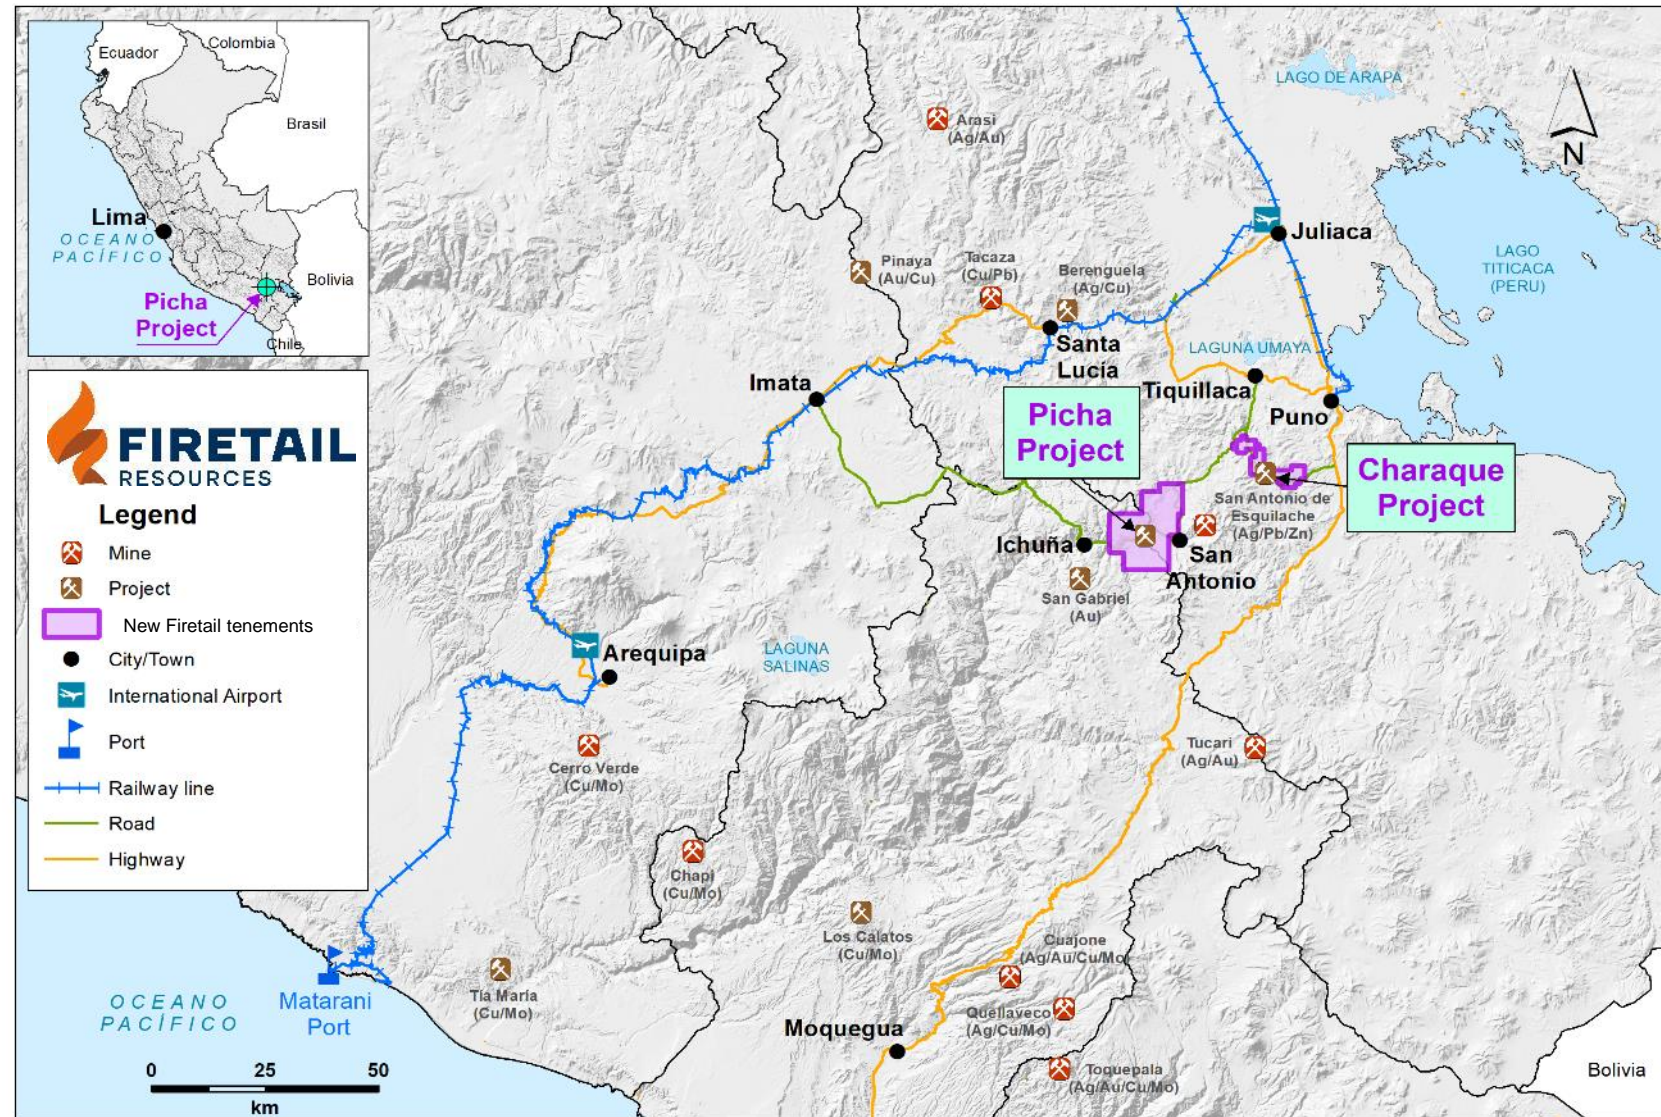 Ecuador
Colombia
Brasil
Lima
OCEANO
PACÍFICO
Bolivia
Picha
Project
Chile
FIRETAIL
RESOURCES
Legend
Mine
Project
New Firetail tenements
City/Town
International Airport
Port
Railway line
Road
Highway
LAGO DE ARAPA
N
Arasi
(Ag/Au)
Juliaca
LAGO
TITICACA
(PERU)
Pinaya
(Au/Cu)
Tacaza
(Cu/Pb)
Berenguela
(Ag/Cu)
Santa
Lucía
LAGUNA UMAYA
Imata
Tiquillaca
Puno
Picha
Project
Charaque
Project
San Antonio de
Esquilache
(Ag/Pb/Zn)
Ichuña
San
Antonio
San Gabriel
(Au)
LAGUNA
SALINAS
Arequipa
Cerro Verde
(Cu/Mo)
Tucari
(Ag/Au)
Chapi
(Cu/Mo)
Los Calatos
(Cu/Mo)
Cuajone
(Ag/Au/Cu/Mo)
Tia Maria
(Cu/Mo)
Quellaveco
(Ag/Cu/Mo)
Moquegua
Toquepala
(Ag/Au/Cu/Mo)
Matarani
Port
OCEANO
PACÍFICO
Bolivia
0 25 50
km